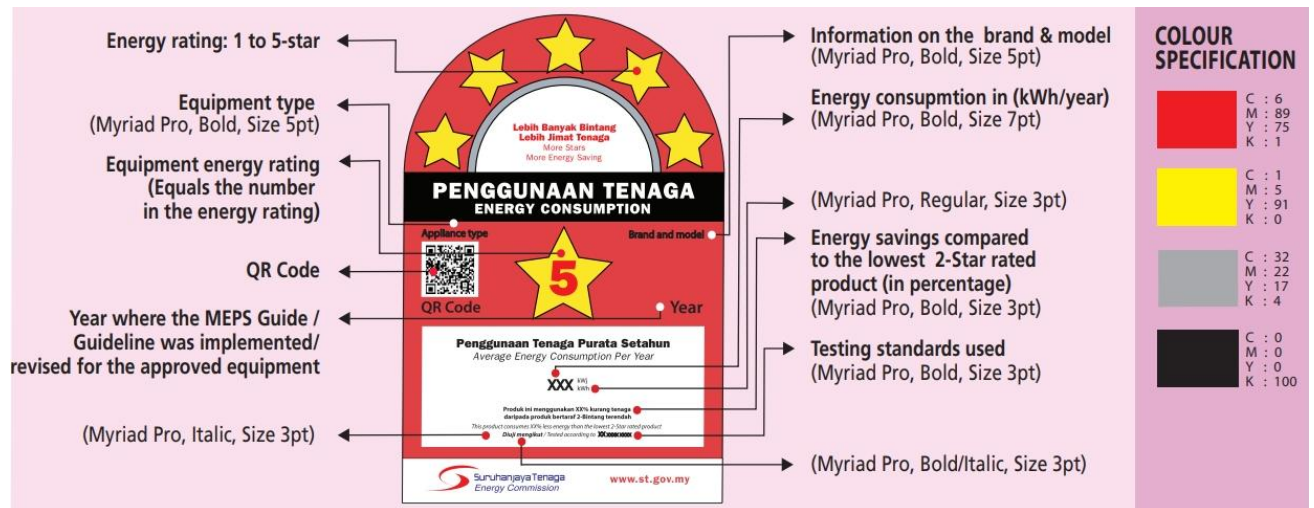 Energy rating: 1 to 5-star
Equipment type
(Myriad Pro, Bold, Size 5pt)
Equipment energy rating
(Equals the number
in the energy rating)
QR Code
Year where the MEPS Guide /
Guideline was implemented/
revised for the approved equipment
(Myriad Pro, Italic, Size 3pt)
Lebih Banyak Bintang
Lebih Jimat Tenaga
More Stars
More Energy Saving
PENGGUNAAN TENAGA
ENERGY CONSUMPTION
Appliance type
Brand and model
5
QR Code
Year
Penggunaan Tenaga Purata Setahun
Average Energy Consumption Per Year
XXX kWj
kWh
Produk ini menggunakan XX% kurang tenaga
daripada produk bertaraf 2-Bintang terendah
This product consumes XX% less energy than the lowest 2-Star rated product
Diuji mengikut / Tested according to
Suruhanjaya Tenaga
Energy Commission
www.st.gov.my
Information on the brand & model
(Myriad Pro, Bold, Size 5pt)
Energy consupmtion in (kWh/year)
(Myriad Pro, Bold, Size 7pt)
(Myriad Pro, Regular, Size 3pt)
Energy savings compared
to the lowest 2-Star rated
product (in percentage)
(Myriad Pro, Bold, Size 3pt)
Testing standards used
(Myriad Pro, Bold, Size 3pt)
(Myriad Pro, Bold/Italic, Size 3pt)
COLOUR
SPECIFICATION
C : 6
M : 89
Y : 75
K : 1
C : 1
M : 5
Y : 91
K : 0
C : 32
M : 22
Y : 17
K : 4
C : 0
M : 0
Y : 0
K : 100